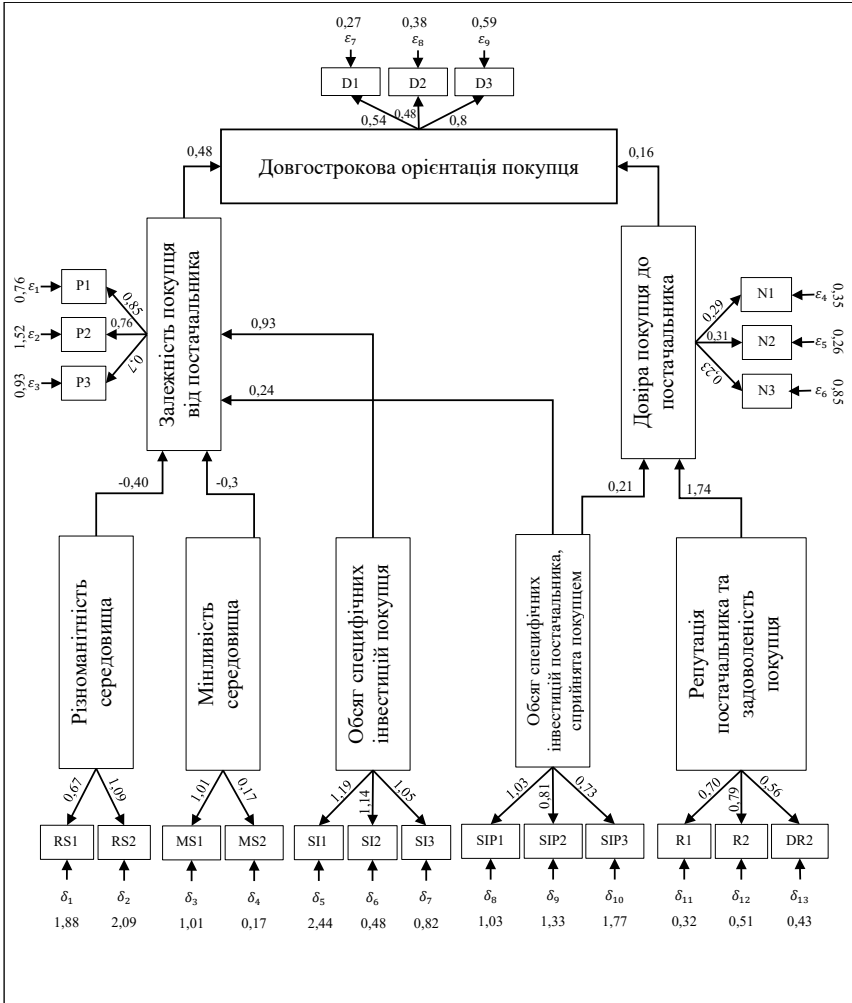 0,27 0,38 0,59
ε₇ ε₈ ε₉
D1 D2 D3
0,54 0,48 0,8
Довгострокова орієнтація покупця
0,48 0,16
Залежність покупця
від постачальника
Довіра покупця до
постачальника
0,76 ε₁ P1 0,85
1,52 ε₂ P2 0,76
0,93 ε₃ P3 0,7
0,93
0,24
0,29 N1 ε₄ 0,35
0,31 N2 ε₅ 0,26
0,23 N3 ε₆ 0,85
-0,40 -0,3 0,21 1,74
Різноманітність
середовища
Мінливість
середовища
Обсяг специфічних
інвестицій покупця
Обсяг специфічних
інвестицій постачальника,
сприйнята покупцем
Репутація
постачальника та
задоволеність
покупця
0,67 1,09 1,01 0,17 1,19 1,14 1,05 1,03 0,81 0,73 0,70 0,79 0,56
RS1 RS2 MS1 MS2 SI1 SI2 SI3 SIP1 SIP2 SIP3 R1 R2 DR2
δ₁ δ₂ δ₃ δ₄ δ₅ δ₆ δ₇ δ₈ δ₉ δ₁₀ δ₁₁ δ₁₂ δ₁₃
1,88 2,09 1,01 0,17 2,44 0,48 0,82 1,03 1,33 1,77 0,32 0,51 0,43